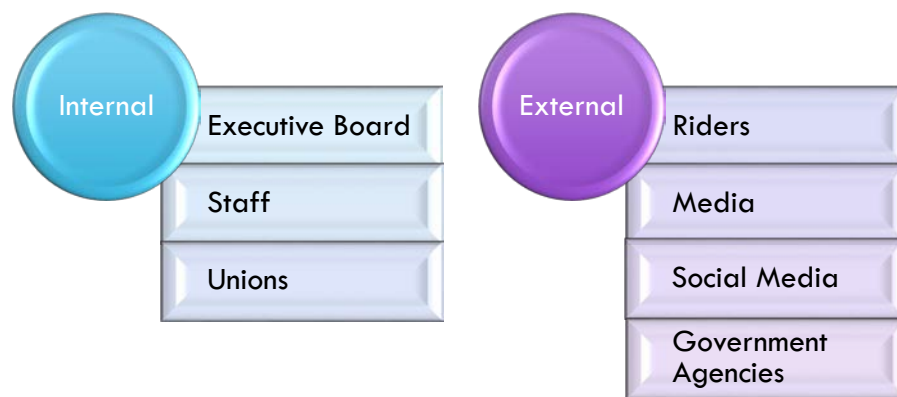 Internal
Executive Board
Staff
Unions
External
Riders
Media
Social Media
Government
Agencies